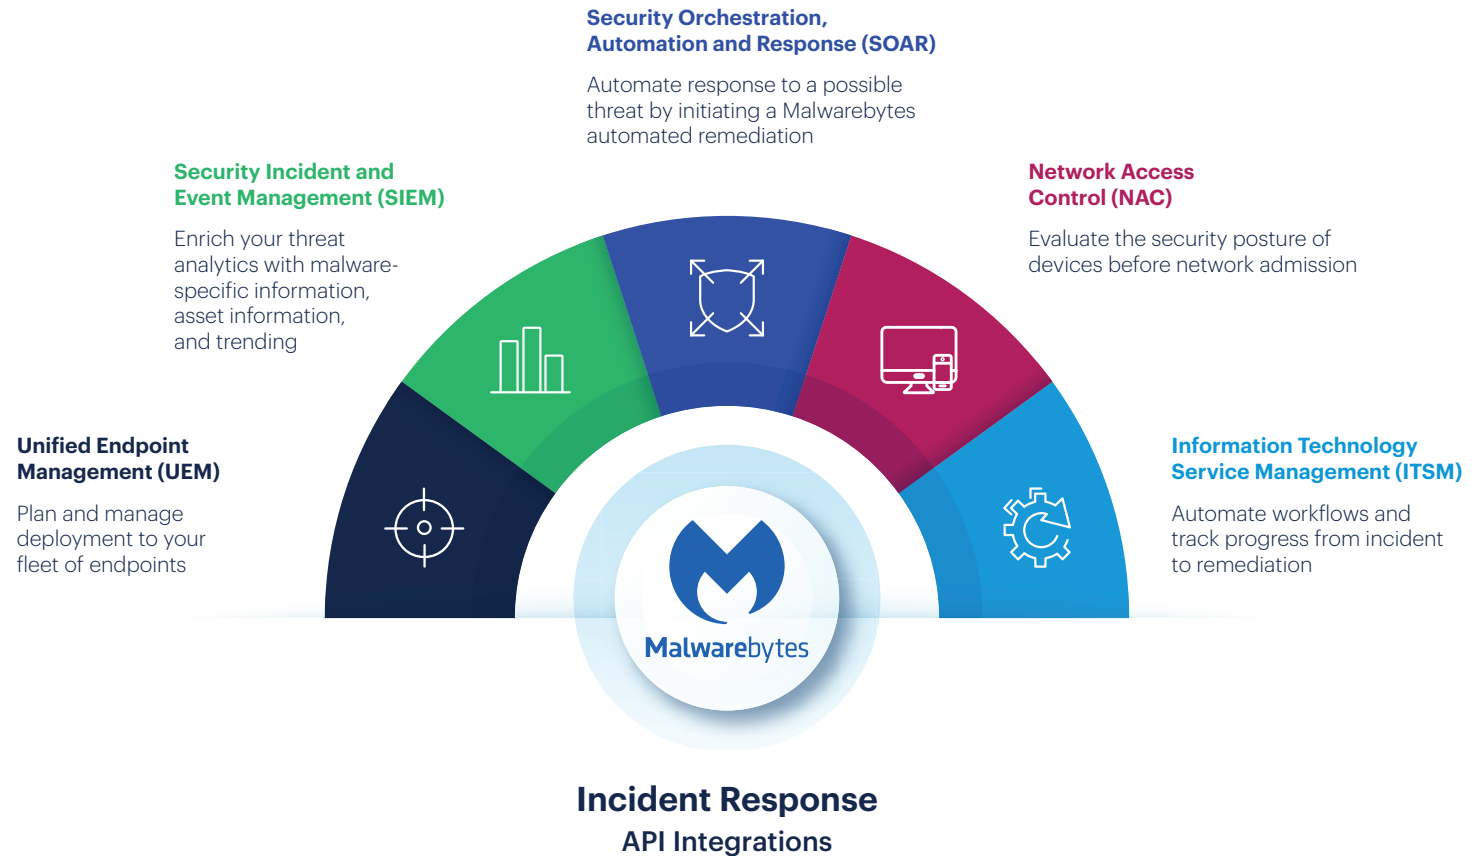 Security Orchestration,
Automation and Response (SOAR)
Automate response to a possible
threat by initiating a Malwarebytes
automated remediation
Security Incident and
Event Management (SIEM)
Enrich your threat
analytics with malware-
specific information,
asset information,
and trending
Network Access
Control (NAC)
Evaluate the security posture of
devices before network admission
Unified Endpoint
Management (UEM)
Plan and manage
deployment to your
fleet of endpoints
Information Technology
Service Management (ITSM)
Automate workflows and
track progress from incident
to remediation
Malwarebytes
Incident Response
API Integrations